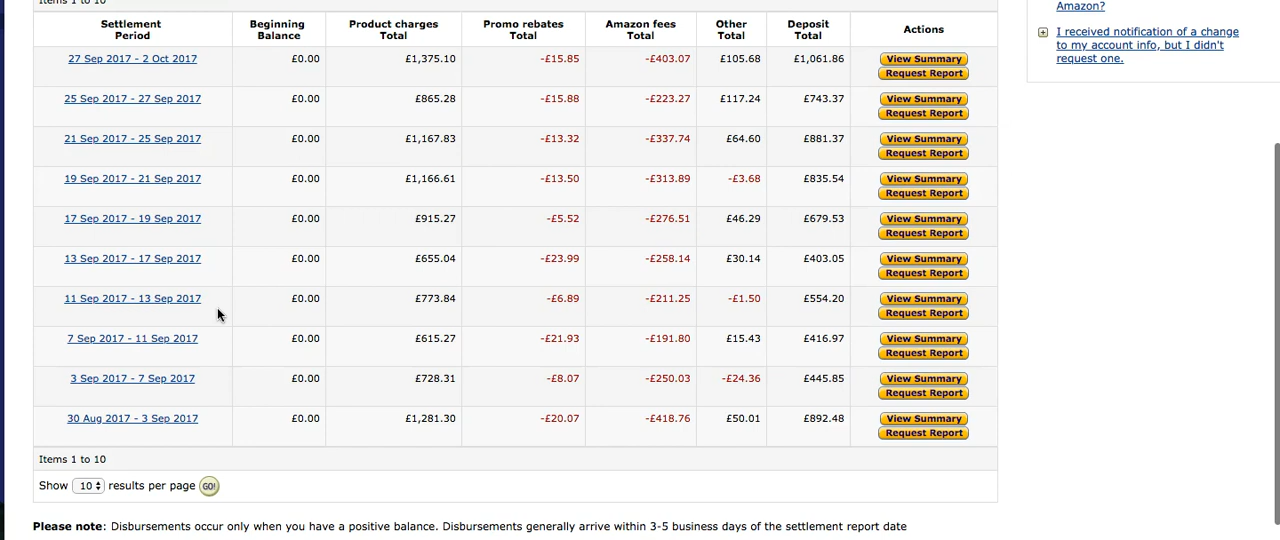 Items 1 to 10
Settlement Period Beginning Balance Product charges Total Promo rebates Total Amazon fees Total Other Total Deposit Total Actions
27 Sep 2017 - 2 Oct 2017 £0.00 £1,375.10 -£15.85 -£403.07 £105.68 £1,061.86 View Summary
Request Report
25 Sep 2017 - 27 Sep 2017 £0.00 £865.28 -£15.88 -£223.27 £117.24 £743.37 View Summary
Request Report
21 Sep 2017 - 25 Sep 2017 £0.00 £1,167.83 -£13.32 -£337.74 £64.60 £881.37 View Summary
Request Report
19 Sep 2017 - 21 Sep 2017 £0.00 £1,166.61 -£13.50 -£313.89 -£3.68 £835.54 View Summary
Request Report
17 Sep 2017 - 19 Sep 2017 £0.00 £915.27 -£5.52 -£276.51 £46.29 £679.53 View Summary
Request Report
13 Sep 2017 - 17 Sep 2017 £0.00 £655.04 -£23.99 -£258.14 £30.14 £403.05 View Summary
Request Report
11 Sep 2017 - 13 Sep 2017 £0.00 £773.84 -£6.89 -£211.25 -£1.50 £554.20 View Summary
Request Report
7 Sep 2017 - 11 Sep 2017 £0.00 £615.27 -£21.93 -£191.80 £15.43 £416.97 View Summary
Request Report
3 Sep 2017 - 7 Sep 2017 £0.00 £728.31 -£8.07 -£250.03 -£24.36 £445.85 View Summary
Request Report
30 Aug 2017 - 3 Sep 2017 £0.00 £1,281.30 -£20.07 -£418.76 £50.01 £892.48 View Summary
Request Report
Items 1 to 10
Show 10 results per page GO!
Please note: Disbursements occur only when you have a positive balance. Disbursements generally arrive within 3-5 business days of the settlement report date
Amazon?
I received notification of a change
to my account info, but I didn't
request one.